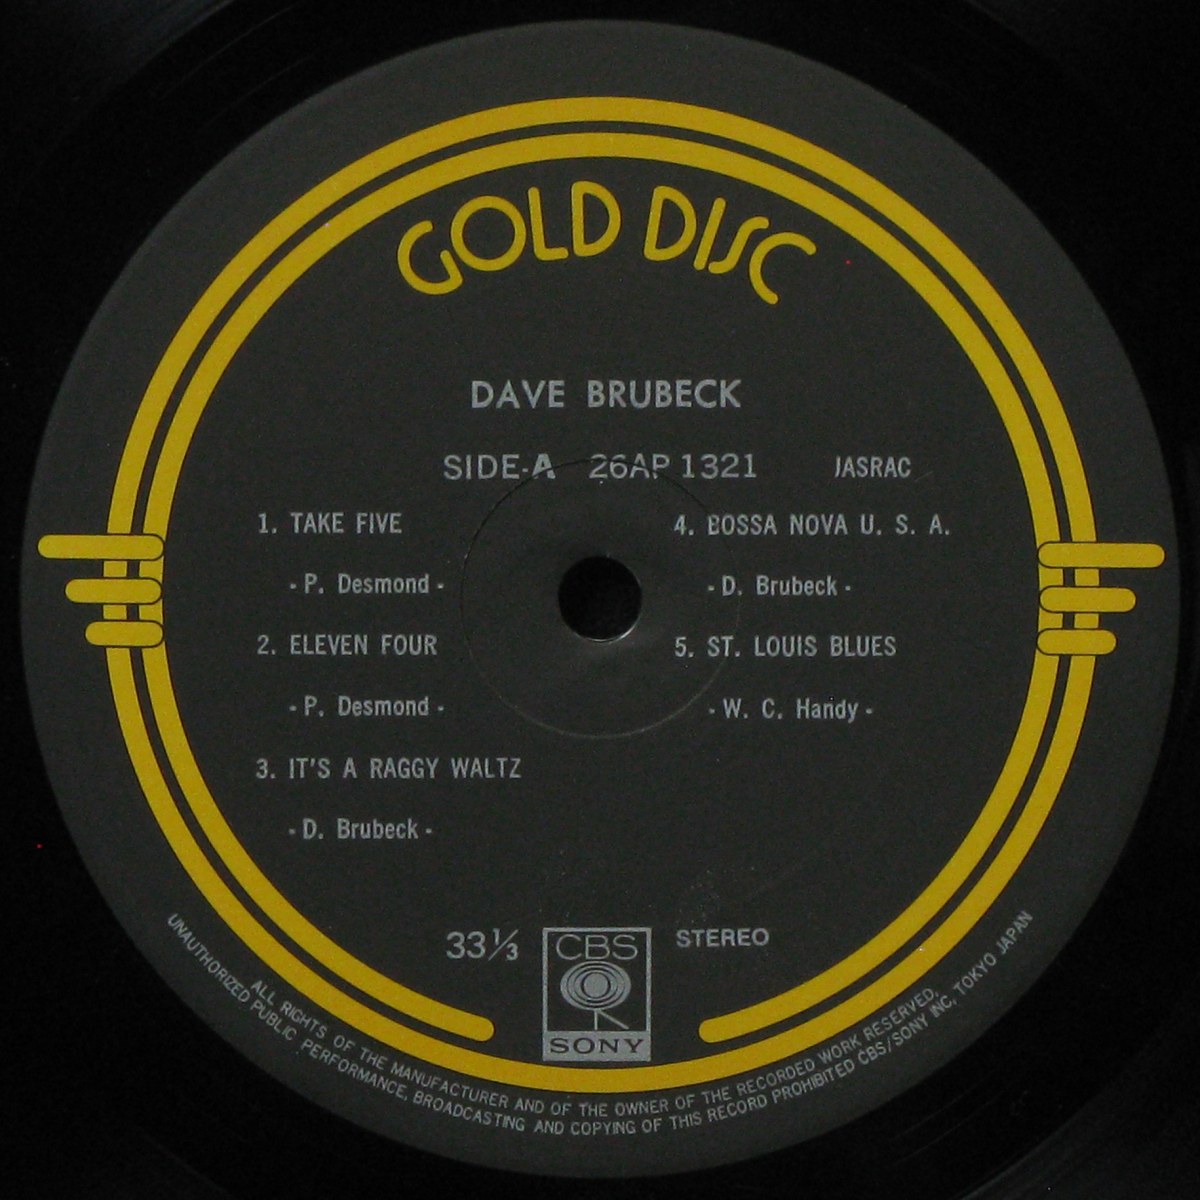 GOLD DISC
DAVE BRUBECK
SIDE-A 26AP 1321 JASRAC
1. TAKE FIVE
- P. Desmond -
2. ELEVEN FOUR
- P. Desmond -
3. IT'S A RAGGY WALTZ
- D. Brubeck -
4. BOSSA NOVA U. S. A.
- D. Brubeck -
5. ST. LOUIS BLUES
- W. C. Handy -
33⅓
CBS
SONY
STEREO
ALL RIGHTS OF THE MANUFACTURER AND OF THE OWNER OF THE RECORDED WORK RESERVED.
UNAUTHORIZED PUBLIC PERFORMANCE, BROADCASTING AND COPYING OF THIS RECORD PROHIBITED CBS/SONY INC, TOKYO JAPAN